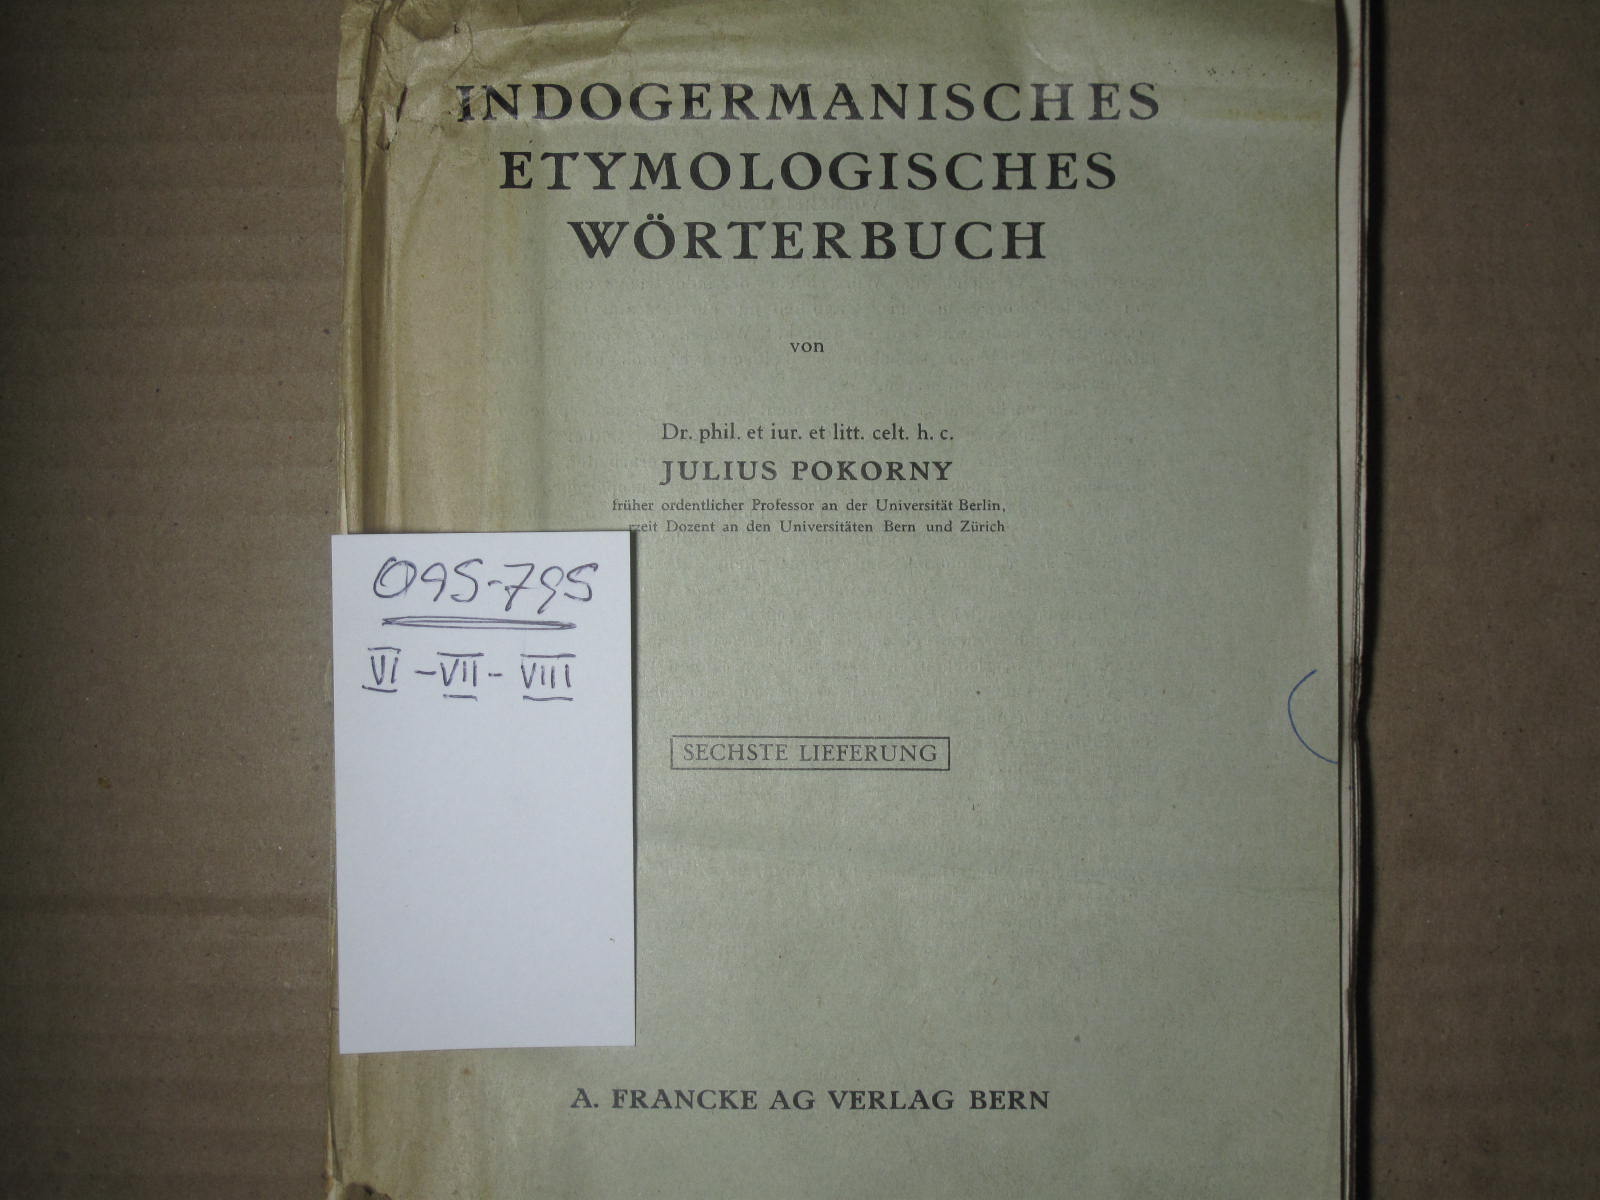 INDOGERMANISCHES
ETYMOLOGISCHES
WÖRTERBUCH
von
Dr. phil. et iur. et litt. celt. h. c.
JULIUS POKORNY
früher ordentlicher Professor an der Universität Berlin,
Dozent an den Universitäten Bern und Zürich
095-795
VI - VII - VIII
SECHSTE LIEFERUNG
A. FRANCKE AG VERLAG BERN